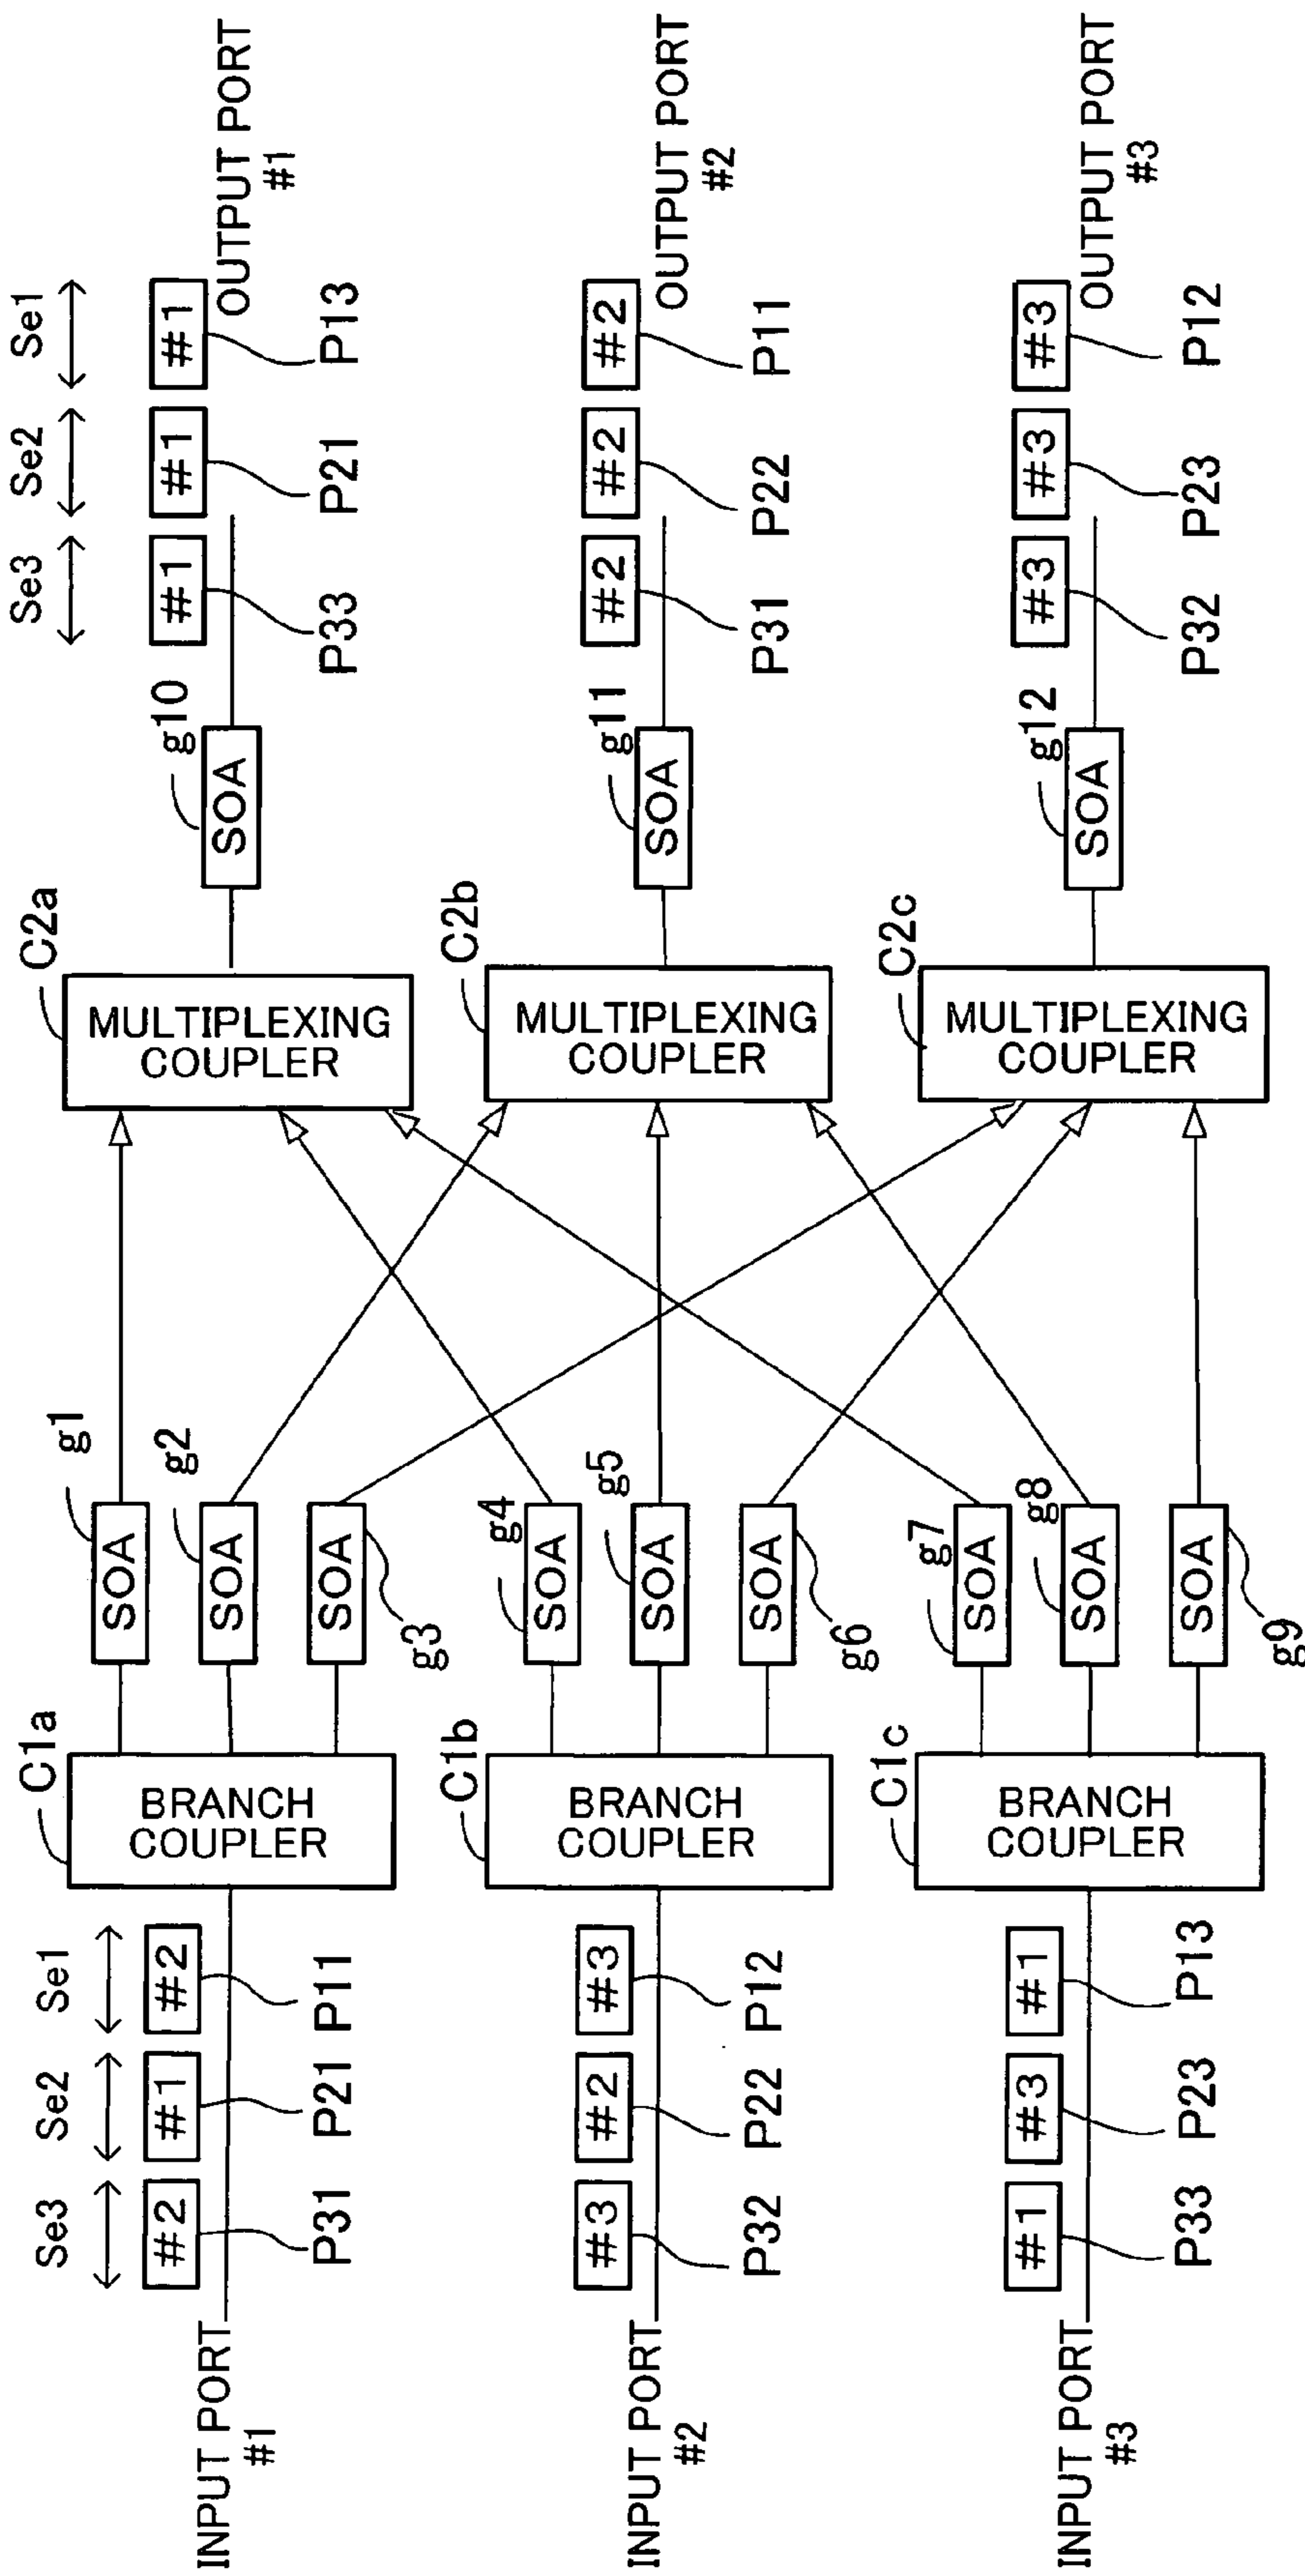 Se3 Se2 Se1
#2 #1 #2
P31 P21 P11
INPUT PORT
#1
#3 #2 #3
P32 P22 P12
INPUT PORT
#2
#1 #3 #1
P33 P23 P13
INPUT PORT
#3
C1a
BRANCH
COUPLER
C1b
BRANCH
COUPLER
C1c
BRANCH
COUPLER
SOA g1
SOA g2
SOA g3
SOA g4
SOA g5
SOA g6
SOA g7
SOA g8
SOA g9
C2a
MULTIPLEXING
COUPLER
C2b
MULTIPLEXING
COUPLER
C2c
MULTIPLEXING
COUPLER
SOA g10
SOA g11
SOA g12
Se3 Se2 Se1
#1 #1 #1
P33 P21 P13
OUTPUT PORT
#1
#2 #2 #2
P31 P22 P11
OUTPUT PORT
#2
#3 #3 #3
P32 P23 P12
OUTPUT PORT
#3